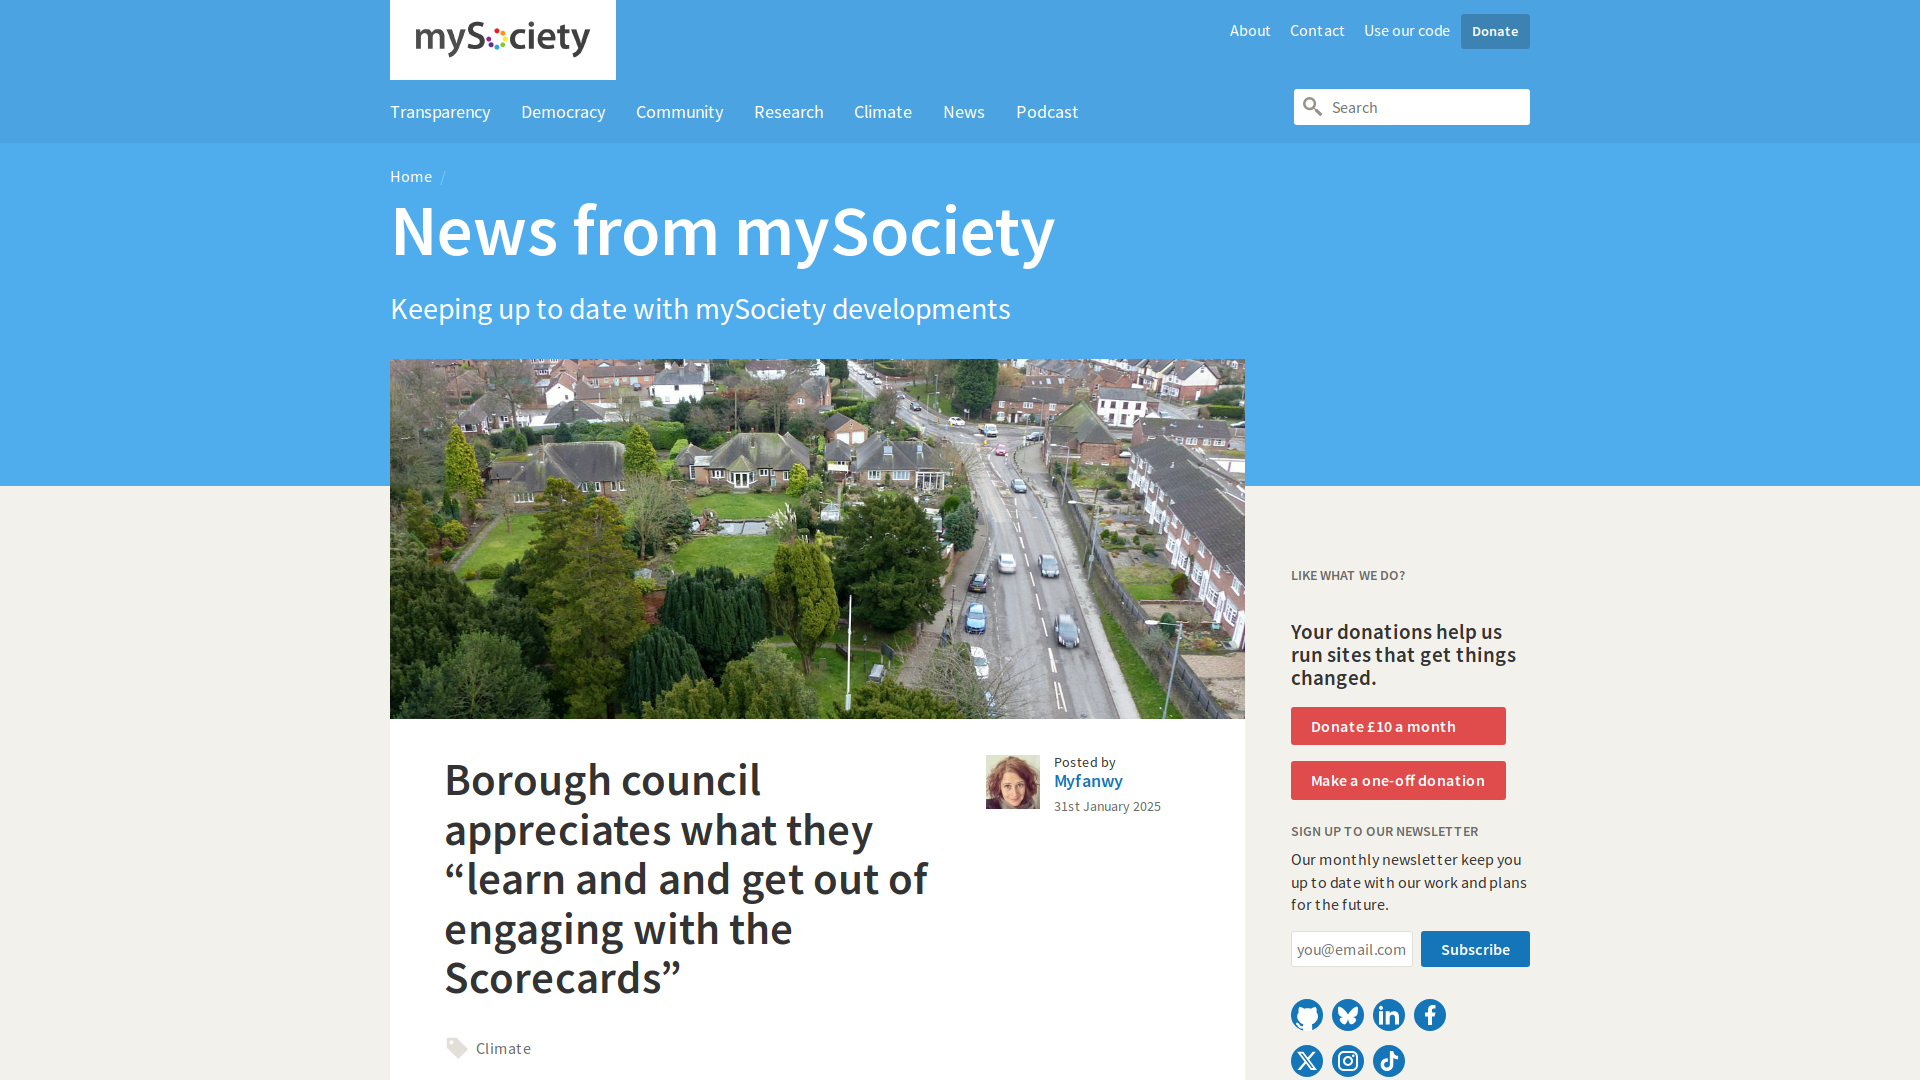 mySociety
About
Contact
Use our code
Donate
Transparency
Democracy
Community
Research
Climate
News
Podcast
Search
Home /
News from mySociety
Keeping up to date with mySociety developments
Borough council
appreciates what they
“learn and and get out of
engaging with the
Scorecards”
Posted by
Myfanwy
31st January 2025
Climate
LIKE WHAT WE DO?
Your donations help us
run sites that get things
changed.
Donate £10 a month
Make a one-off donation
SIGN UP TO OUR NEWSLETTER
Our monthly newsletter keep you
up to date with our work and plans
for the future.
you@email.com
Subscribe